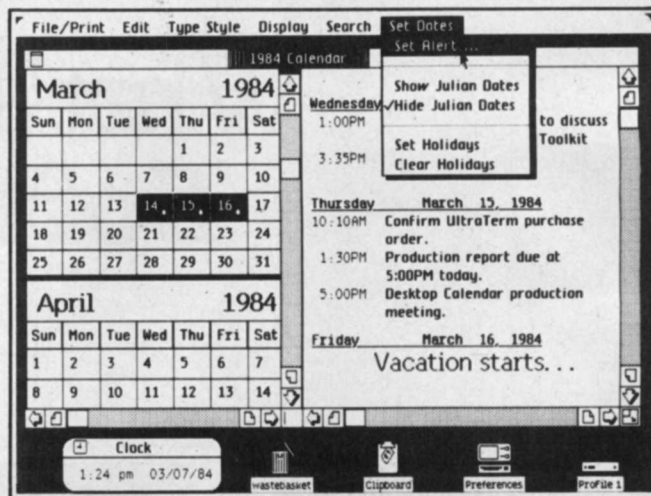 File/Print Edit Type Style Display Search Set Dates
Set Alert ...
Show Julian Dates
✓Hide Julian Dates
Set Holidays
Clear Holidays
1984 Calendar
March 1984
Sun Mon Tue Wed Thu Fri Sat
1 2 3
4 5 6 7 8 9 10
11 12 13 14 15 16 17
18 19 20 21 22 23 24
25 26 27 28 29 30 31
April 1984
Sun Mon Tue Wed Thu Fri Sat
1 2 3 4 5 6 7
8 9 10 11 12 13 14
Wednesday
1:00PM to discuss
Toolkit
3:35PM
Thursday March 15, 1984
10:10AM Confirm UltraTerm purchase
order.
1:30PM Production report due at
5:00PM today.
5:00PM Desktop Calendar production
meeting.
Friday March 16, 1984
Vacation starts...
Clock
1:24 pm 03/07/84
Wastebasket
Clipboard
Preferences
ProFile 1